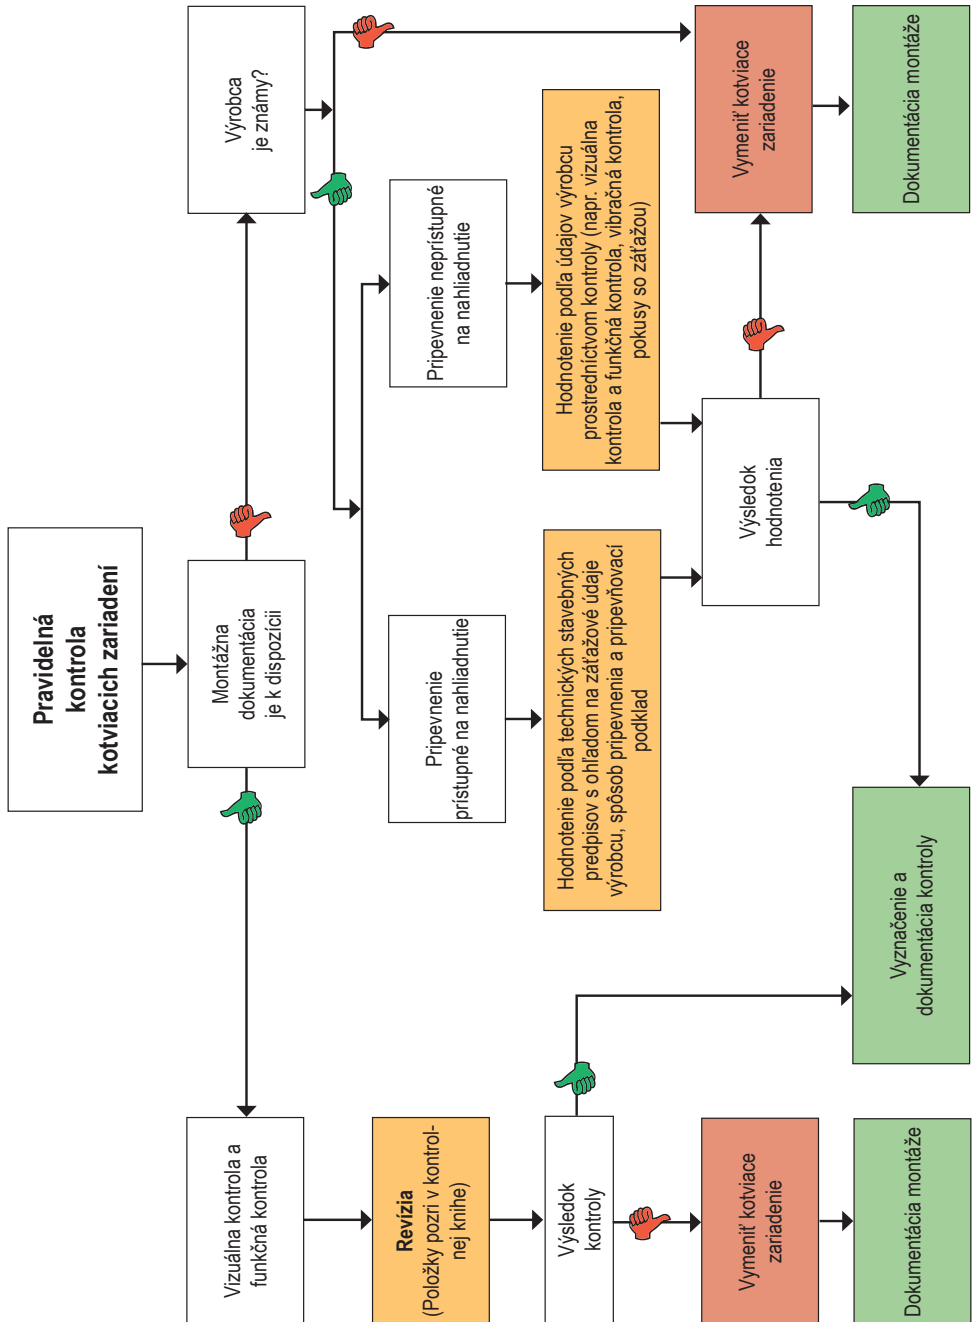 Pravidelná
kontrola
kotviacich zariadení
Montážna
dokumentácia
je k dispozícii
Výrobca
je známy?
Vizuálna kontrola a
funkčná kontrola
Revízia
(Položky pozri v kontrol-
nej knihe)
Výsledok
kontroly
Vymeniť kotviace
zariadenie
Dokumentácia montáže
Pripevnenie
prístupné na nahliadnutie
Pripevnenie neprístupné
na nahliadnutie
Hodnotenie podľa technických stavebných
predpisov s ohľadom na záťažové údaje
výrobcu, spôsob pripevnenia a pripevňovací
podklad
Hodnotenie podľa údajov výrobcu
prostredníctvom kontroly (napr. vizuálna
kontrola a funkčná kontrola, vibračná kontrola,
pokusy so záťažou)
Výsledok
hodnotenia
Vyznačenie a
dokumentácia kontroly
Vymeniť kotviace
zariadenie
Dokumentácia montáže